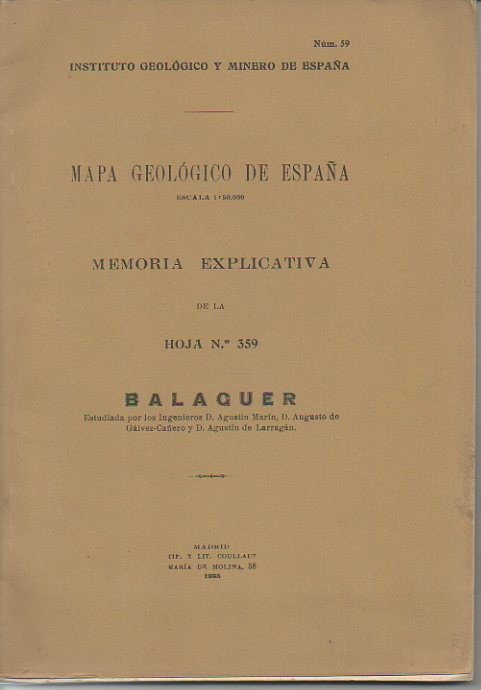 Núm. 59
INSTITUTO GEOLÓGICO Y MINERO DE ESPAÑA
MAPA GEOLÓGICO DE ESPAÑA
ESCALA 1:50.000
MEMORIA EXPLICATIVA
DE LA
HOJA N.º 359
BALAGUER
Estudiada por los Ingenieros D. Agustín Marín, D. Augusto de
Gálvez-Cañero y D. Agustín de Larragán.
MADRID
TIP. Y LIT. COULLAUT
MARÍA DE MOLINA, 58
1935